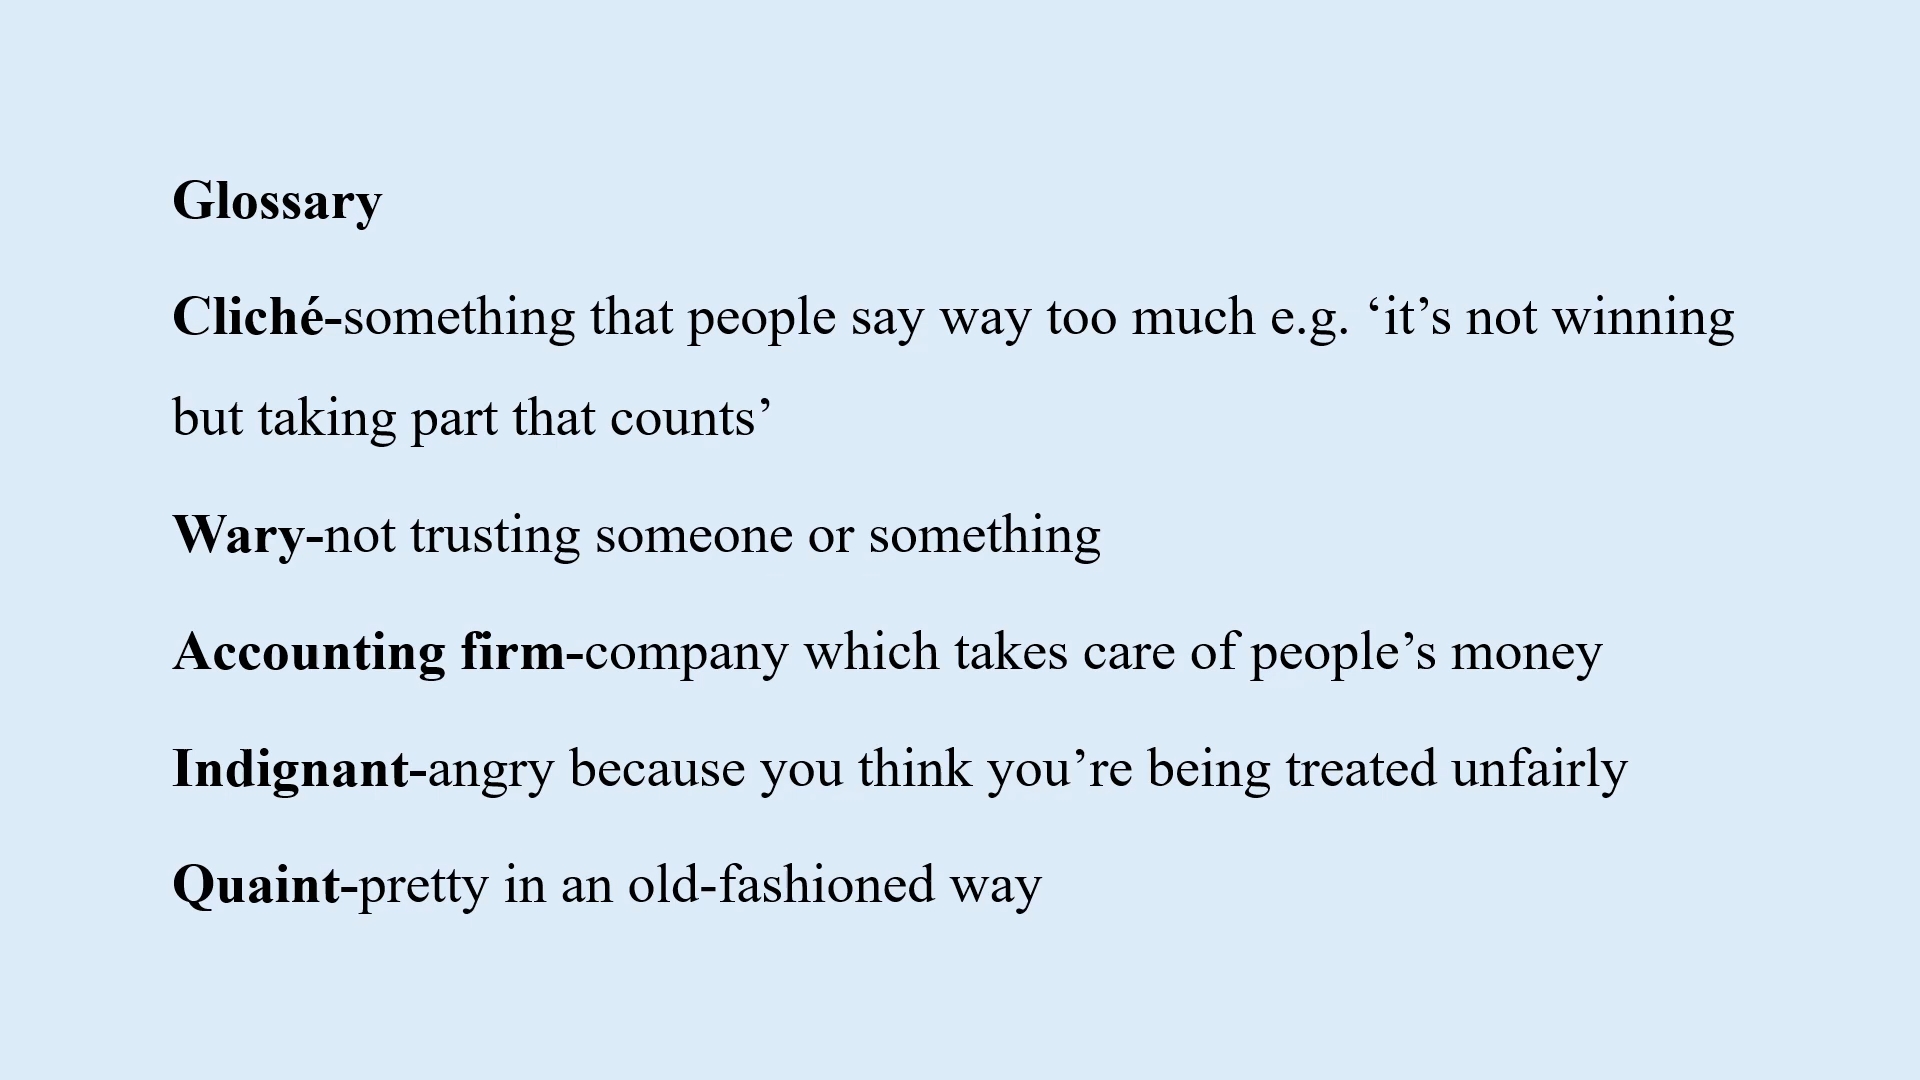 Glossary
Cliché-something that people say way too much e.g. ‘it’s not winning
but taking part that counts’
Wary-not trusting someone or something
Accounting firm-company which takes care of people’s money
Indignant-angry because you think you’re being treated unfairly
Quaint-pretty in an old-fashioned way